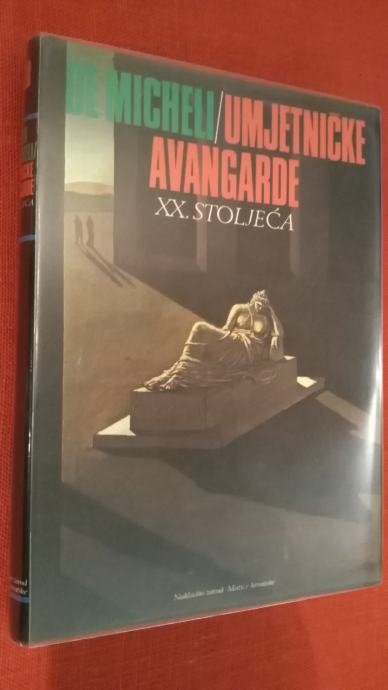 DE MICHELI/UMJETNIČKE
AVANGARDE
XX. STOLJEĆA
Nakladni zavod Matice hrvatske